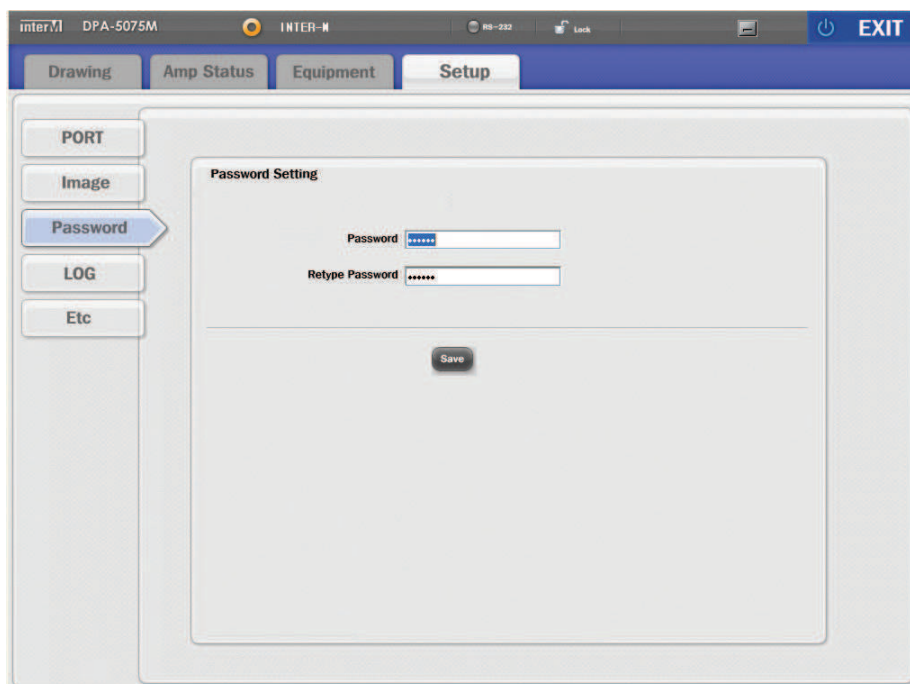 interM DPA-5075M INTER-M RS-232 Lock EXIT
Drawing Amp Status Equipment Setup
PORT
Image
Password
LOG
Etc
Password Setting
Password ••••••
Retype Password ••••••
Save